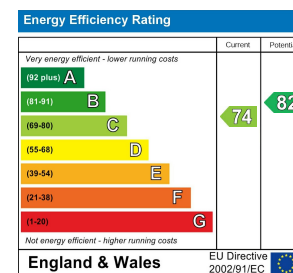 Energy Efficiency Rating
Current
Very energy efficient - lower running costs
(92 plus) A
(81-91) B
82
(69-80) C
74
(55-68) D
(39-54) E
(21-38) F
(1-20) G
Not energy efficient - higher running costs
England & Wales
EU Directive
2002/91/EC